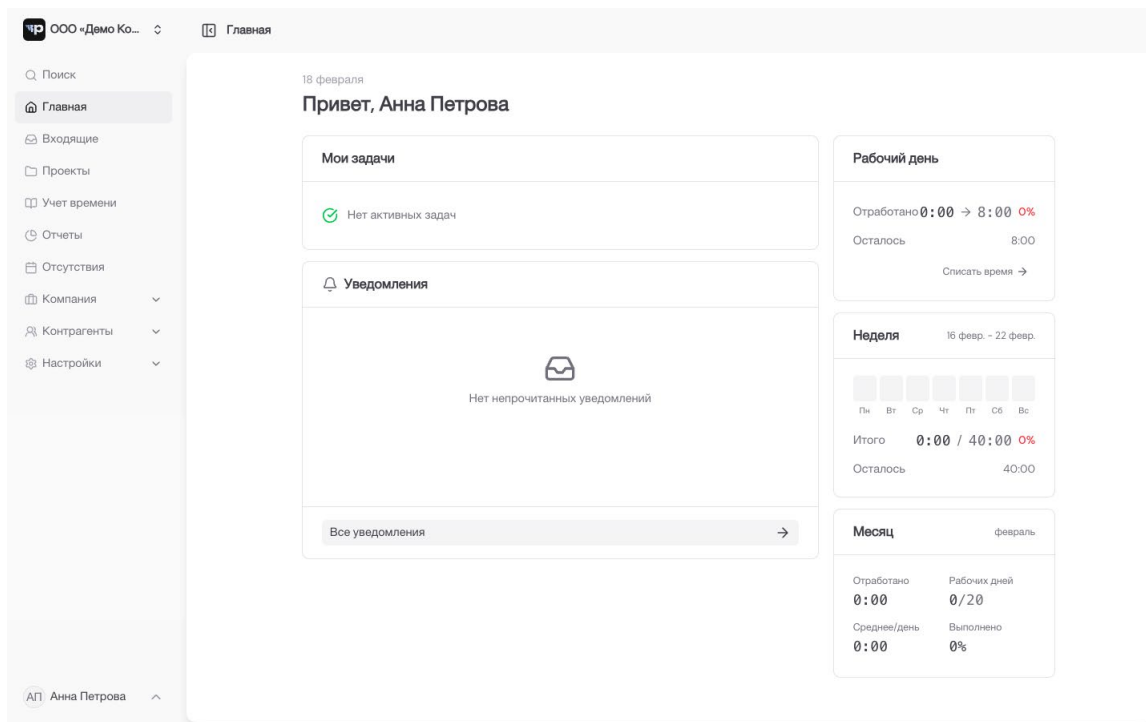 ООО «Демо Ко...
Главная
Поиск
Главная
Входящие
Проекты
Учет времени
Отчеты
Отсутствия
Компания
Контрагенты
Настройки
АП Анна Петрова
18 февраля
Привет, Анна Петрова
Мои задачи
Нет активных задач
Уведомления
Нет непрочитанных уведомлений
Все уведомления →
Рабочий день
Отработано 0:00 → 8:00 0%
Осталось 8:00
Списать время →
Неделя 16 февр. – 22 февр.
Пн Вт Ср Чт Пт Сб Вс
Итого 0:00 / 40:00 0%
Осталось 40:00
Месяц февраль
Отработано Рабочих дней
0:00 0/20
Среднее/день Выполнено
0:00 0%